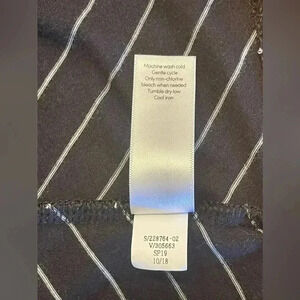 Machine wash cold
Gentle cycle
Only non-chlorine
bleach when needed
Tumble dry low
Cool iron
S/228764-02
V/305663
SP19
10/18